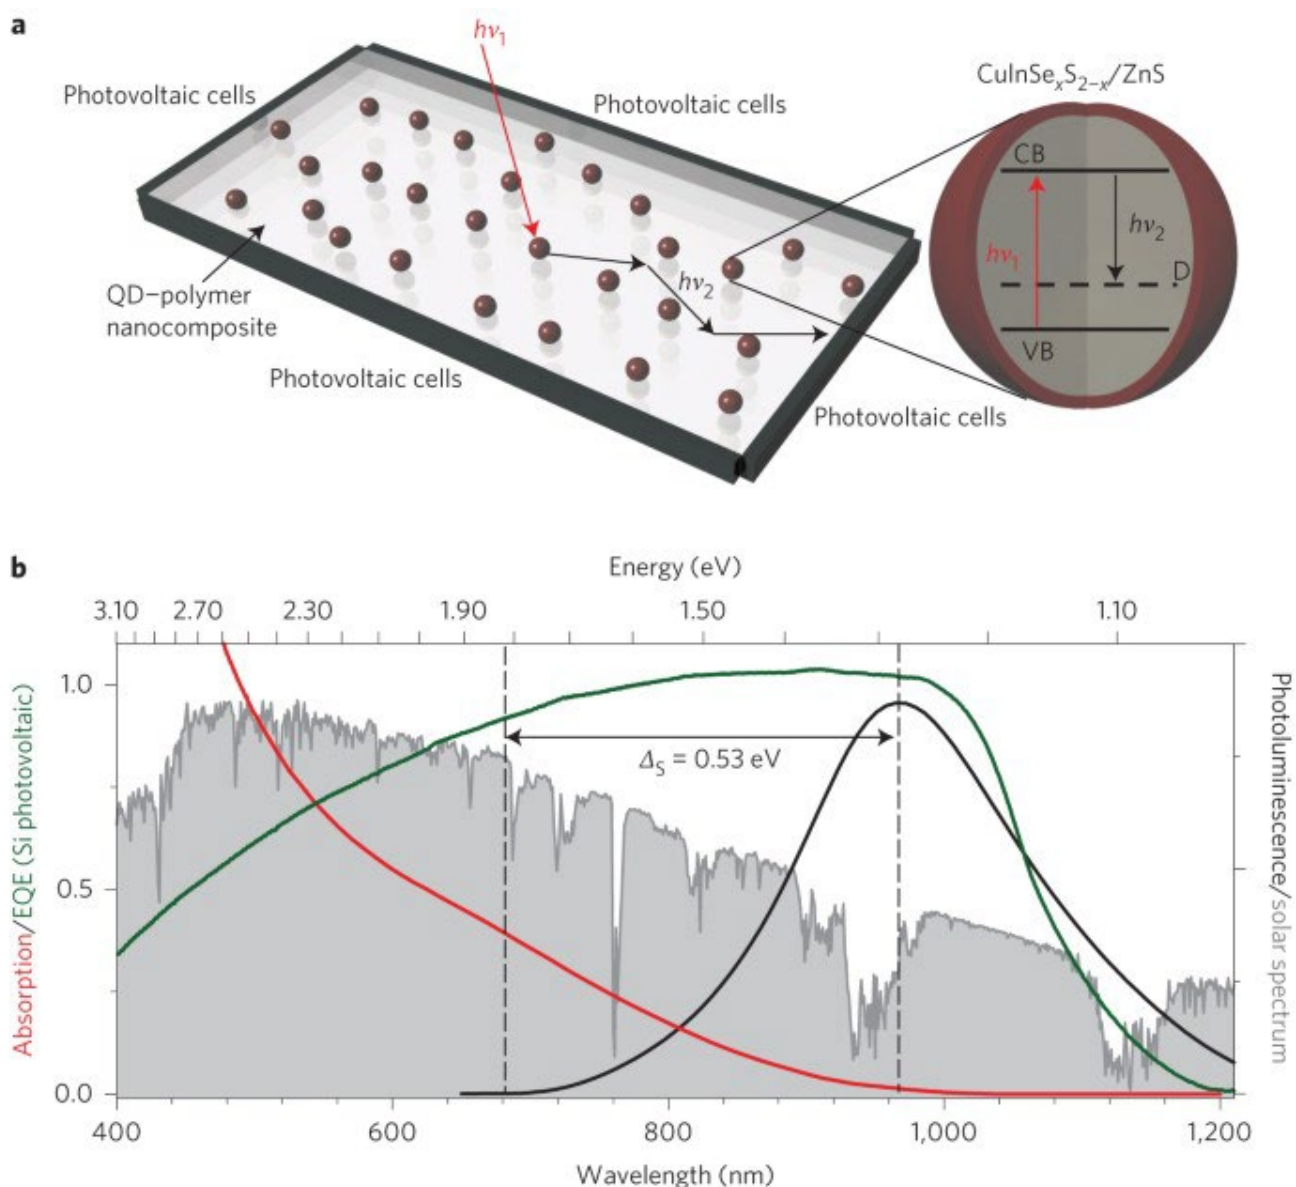 a
hν₁
CuInSeₓS₂₋ₓ/ZnS
Photovoltaic cells
Photovoltaic cells
CB
hν₂
hν₁
D
VB
hν₂
QD–polymer
nanocomposite
Photovoltaic cells
Photovoltaic cells
b
Energy (eV)
3.10 2.70 2.30 1.90 1.50 1.10
Absorption/EQE (Si photovoltaic)
1.0
0.5
0.0
Δ_S = 0.53 eV
Photoluminescence/solar spectrum
400 600 800 1,000 1,200
Wavelength (nm)